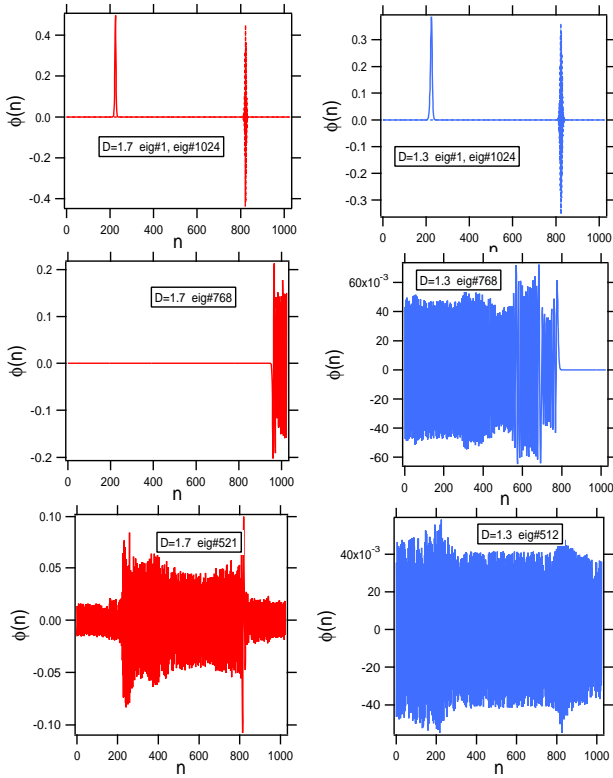 0.4
0.2
0.0
-0.2
-0.4
φ(n)
D=1.7 eig#1, eig#1024
0 200 400 600 800 1000
n
0.3
0.2
0.1
0.0
-0.1
-0.2
-0.3
φ(n)
D=1.3 eig#1, eig#1024
0 200 400 600 800 1000
n
0.2
0.1
0.0
-0.1
-0.2
φ(n)
D=1.7 eig#768
0 200 400 600 800 1000
n
60x10-3
40
20
0
-20
-40
-60
φ(n)
D=1.3 eig#768
0 200 400 600 800 1000
n
0.10
0.05
0.00
-0.05
-0.10
φ(n)
D=1.7 eig#521
0 200 400 600 800 1000
n
40x10-3
20
0
-20
-40
φ(n)
D=1.3 eig#512
0 200 400 600 800 1000
n